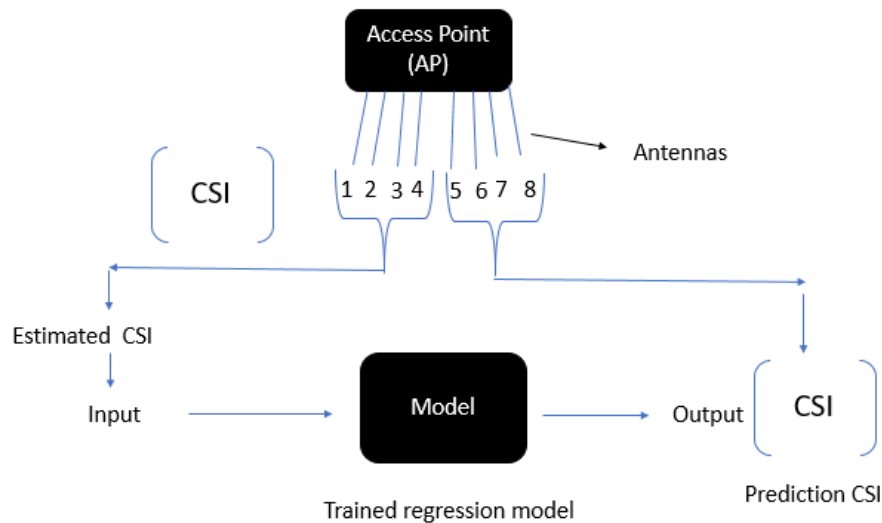 Access Point
(AP)
Antennas
CSI
1 2 3 4 5 6 7 8
Estimated CSI
Input
Model
Output
CSI
Trained regression model
Prediction CSI